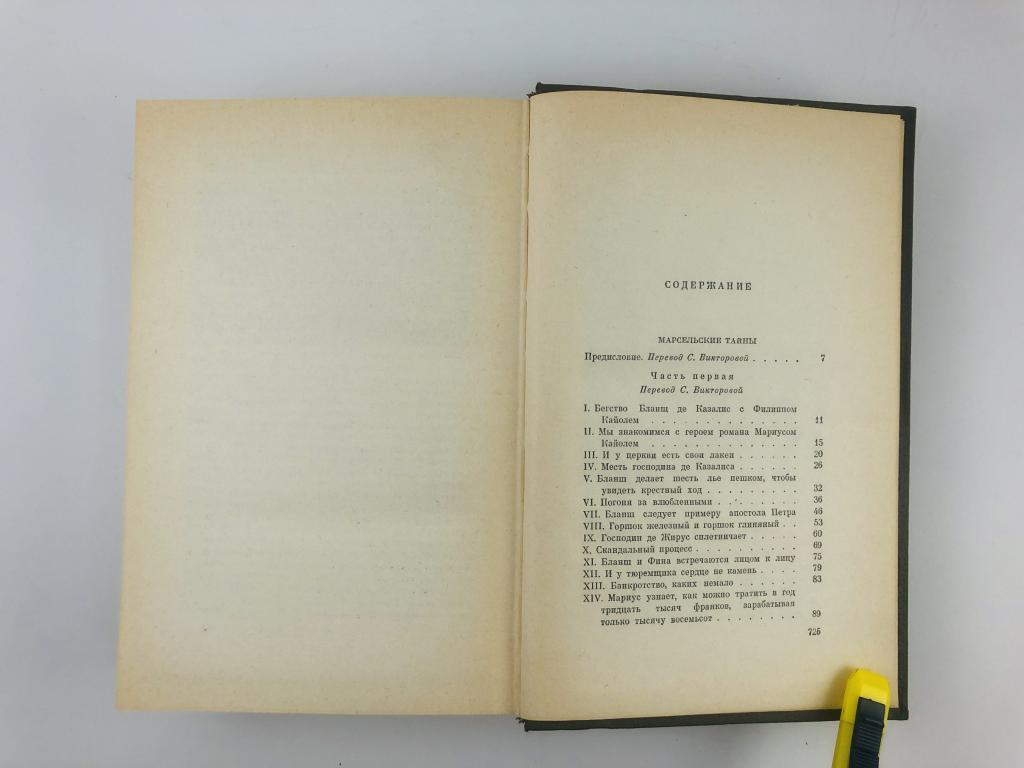 СОДЕРЖАНИЕ
МАРСЕЛЬСКИЕ ТАЙНЫ
Предисловие. Перевод С. Викторовой . . . . . 7
Часть первая
Перевод С. Викторовой
I. Бегство Бланш де Казалис с Филиппом
Кайолем . . . . . . . . . . . . . . 11
II. Мы знакомимся с героем романа Мариусом
Кайолем . . . . . . . . . . . . . . 15
III. И у церкви есть свои лакеи . . . . . . 20
IV. Месть господина де Казалиса . . . . . . 26
V. Бланш делает шесть лье пешком, чтобы
увидеть крестный ход . . . . . . . . . 32
VI. Погоня за влюбленными . . . . . . . . 36
VII. Бланш следует примеру апостола Петра 46
VIII. Горшок железный и горшок глиняный . . 53
IX. Господин де Жирус сплетничает . . . . . 60
X. Скандальный процесс . . . . . . . . . . 69
XI. Бланш и Фина встречаются лицом к лицу 75
XII. И у тюремщика сердце не камень . . . . 79
XIII. Банкротство, каких немало . . . . . . 83
XIV. Мариус узнает, как можно тратить в год
тридцать тысяч франков, зарабатывая
только тысячу восемьсот . . . . . . . . 89
725